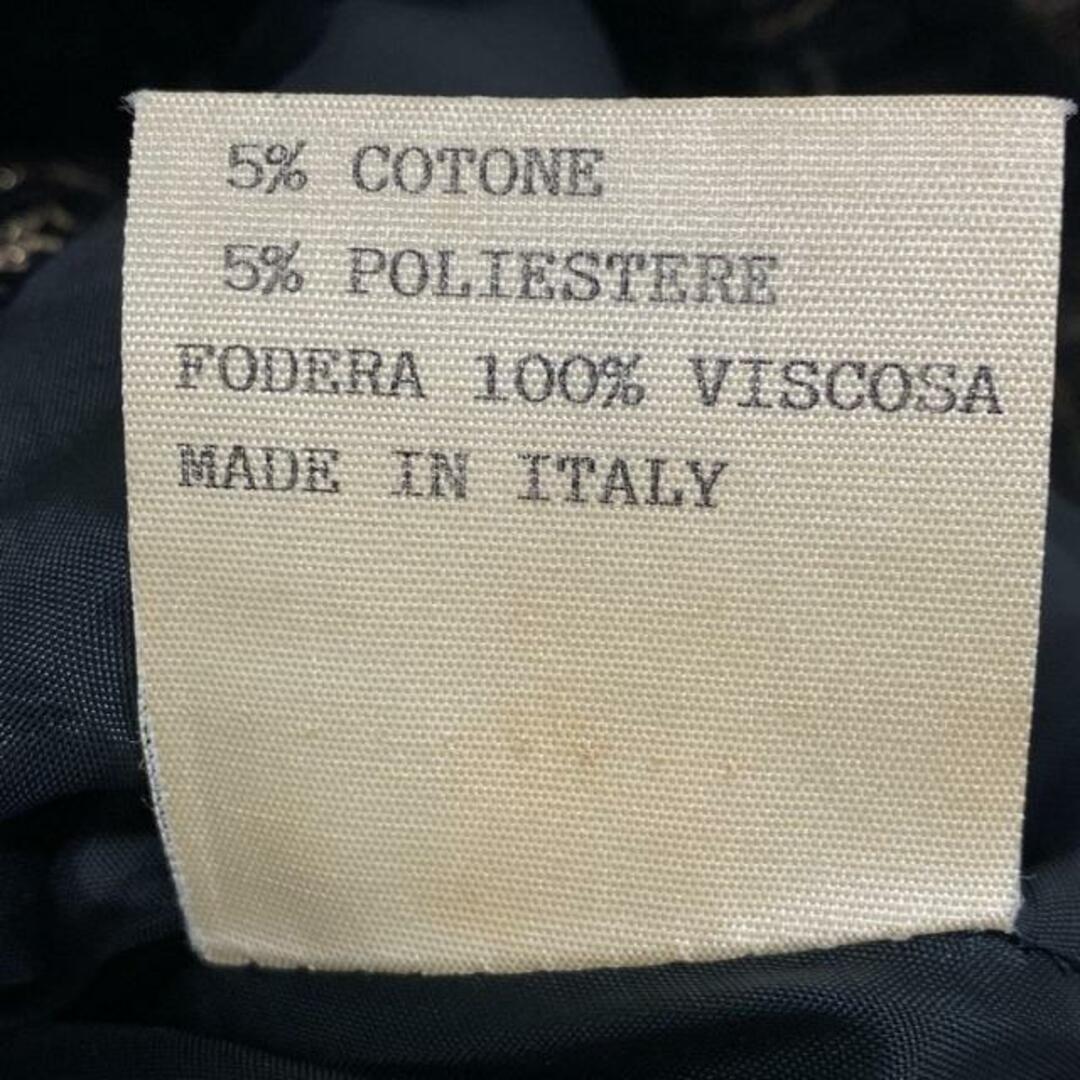 5% COTONE
5% POLIESTERE
FODERA 100% VISCOSA
MADE IN ITALY